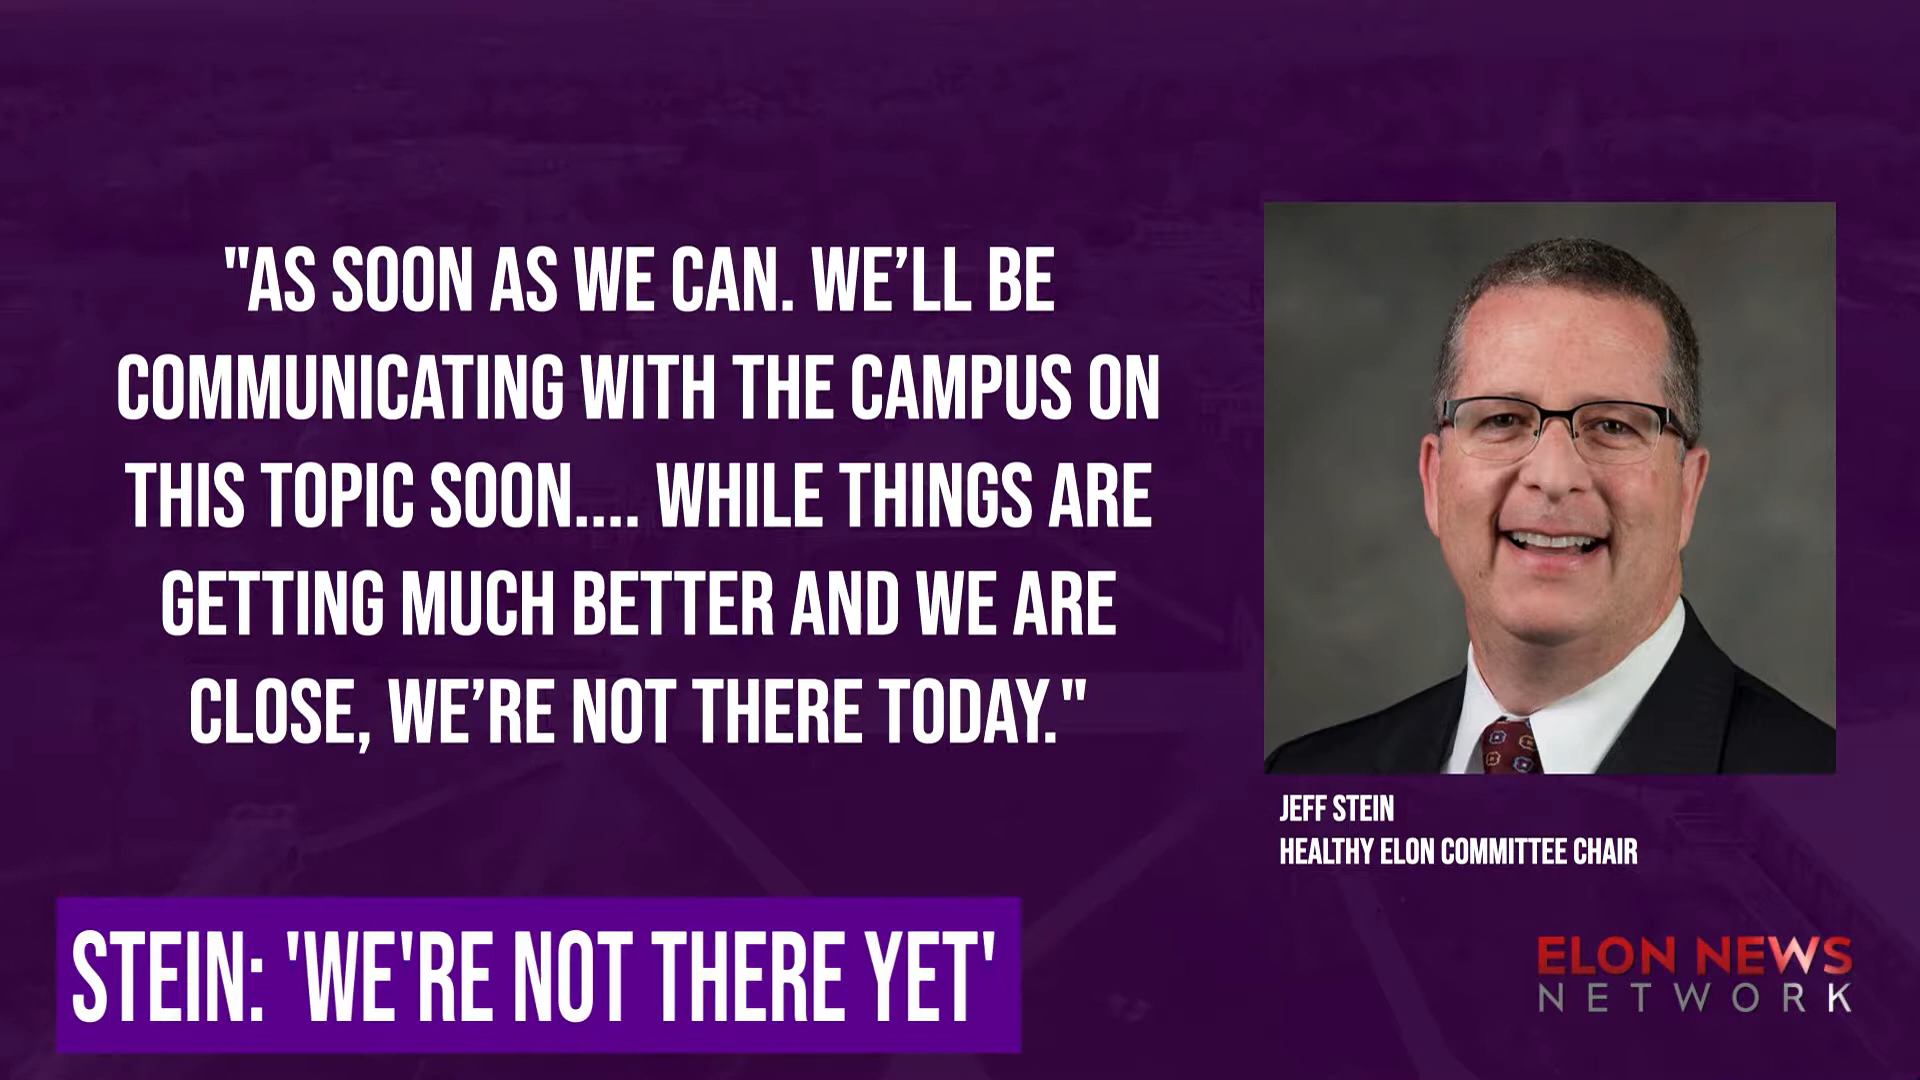 "AS SOON AS WE CAN. WE’LL BE
COMMUNICATING WITH THE CAMPUS ON
THIS TOPIC SOON.... WHILE THINGS ARE
GETTING MUCH BETTER AND WE ARE
CLOSE, WE’RE NOT THERE TODAY."
JEFF STEIN
HEALTHY ELON COMMITTEE CHAIR
STEIN: 'WE'RE NOT THERE YET'
ELON NEWS
NETWORK